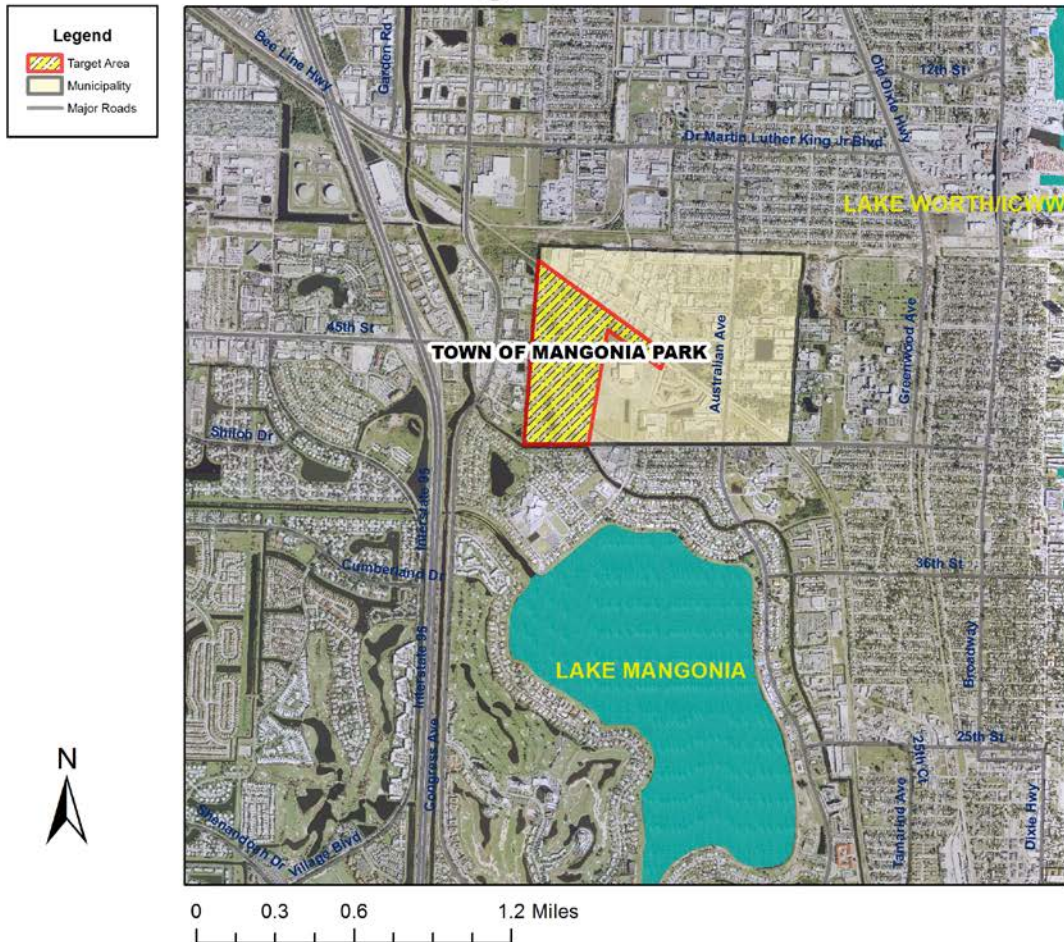 Legend
Target Area
Municipality
Major Roads
Bee Line Hwy
Garden Rd
Old Dixie Hwy
12th St
Dr Martin Luther King Jr Blvd
LAKE WORTH/ICWW
45th St
TOWN OF MANGONIA PARK
Australian Ave
Greenwood Ave
Shiloh Dr
Interstate 95
Cumberland Dr
36th St
LAKE MANGONIA
Interstate 95
Broadway
Congress Ave
25th St
25th Ct
Tamarind Ave
Dixie Hwy
Shenandoah Dr
Village Blvd
N
0 0.3 0.6 1.2 Miles